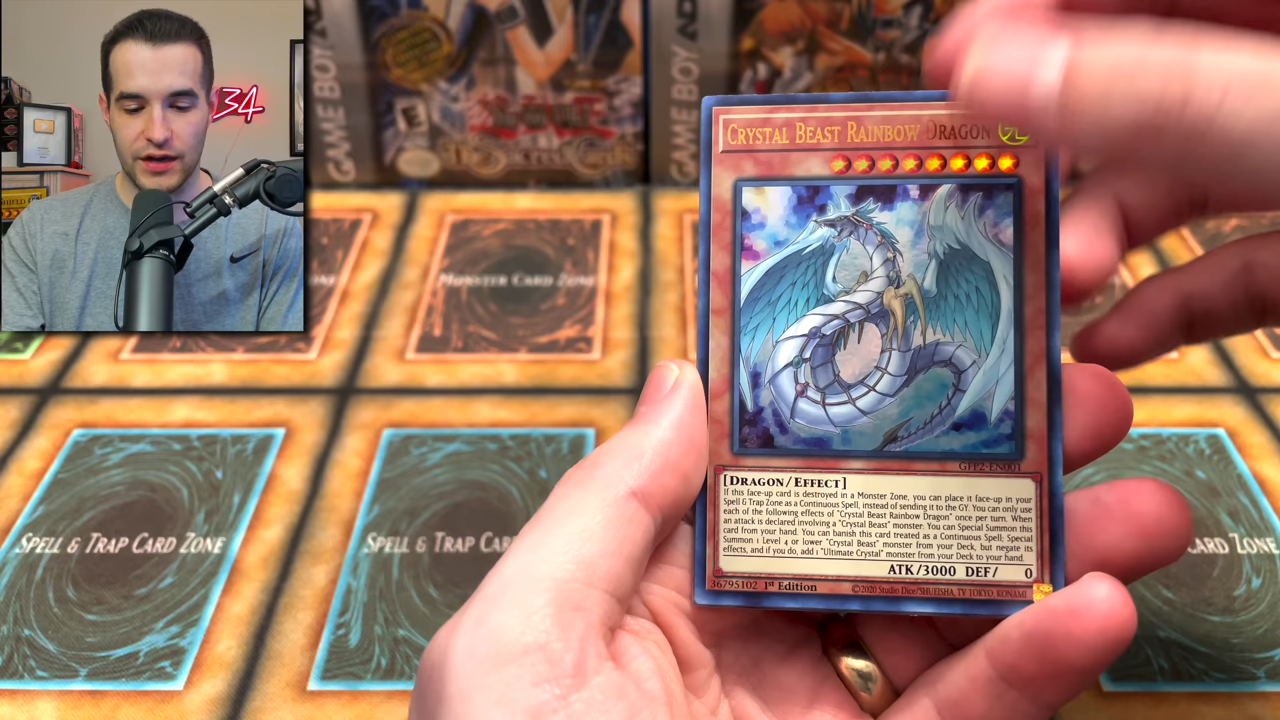 GAME BOY AD
GAME BOY AD
E
34
SHIELD
CRYSTAL BEAST RAINBOW DRAGON
MONSTER CARD ZONE
GFP2-EN001
[DRAGON/EFFECT]
If this face-up card is destroyed in a Monster Zone, you can place it face-up in your
Spell & Trap Zone as a Continuous Spell, instead of sending it to the GY. You can only use
each of the following effects of "Crystal Beast Rainbow Dragon" once per turn. When
an attack is declared involving a "Crystal Beast" monster: You can Special Summon this
card from your hand. You can banish this card treated as a Continuous Spell; Special
Summon 1 Level 4 or lower "Crystal Beast" monster from your Deck, but negate its
effects, and if you do, add 1 "Ultimate Crystal" monster from your Deck to your hand.
ATK/3000 DEF/ 0
36795102 1st Edition
©2020 Studio Dice/SHUEISHA, TV TOKYO, KONAMI
SPELL & TRAP CARD ZONE
SPELL & TRAP CAR
CARD ZONE